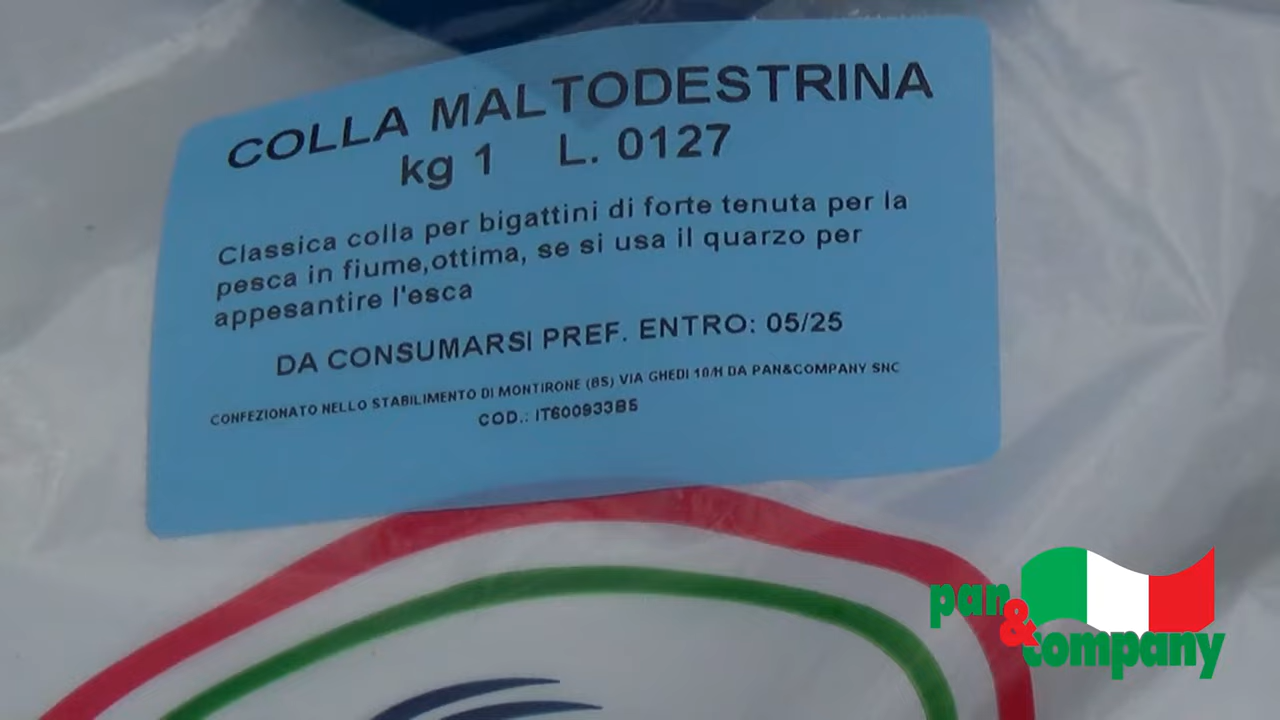 COLLA MALTODESTRINA
kg 1 L. 0127
Classica colla per bigattini di forte tenuta per la
pesca in fiume,ottima, se si usa il quarzo per
appesantire l'esca
DA CONSUMARSI PREF. ENTRO: 05/25
CONFEZIONATO NELLO STABILIMENTO DI MONTIRONE (BS) VIA GHEDI 10/H DA PAN&COMPANY SNC
COD.: IT600933BS
pan
&
company